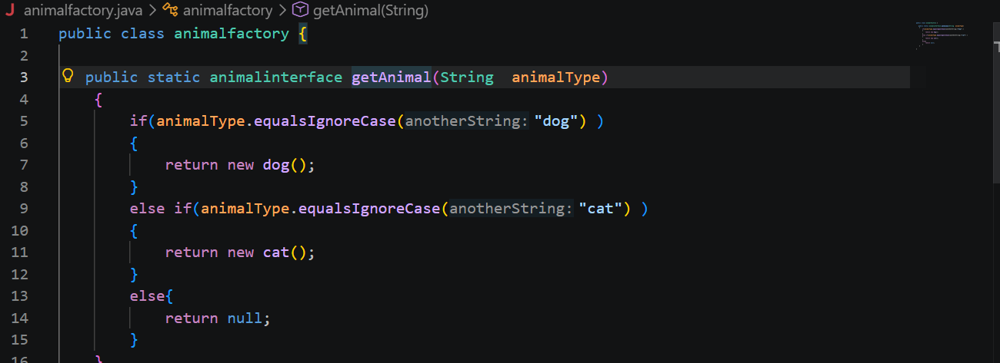 animalfactory.java > animalfactory > getAnimal(String)
1 public class animalfactory {
2
3 public static animalinterface getAnimal(String  animalType)
4 {
5 if(animalType.equalsIgnoreCase(anotherString: "dog") )
6 {
7 return new dog();
8 }
9 else if(animalType.equalsIgnoreCase(anotherString: "cat") )
10 {
11 return new cat();
12 }
13 else{
14 return null;
15 }
16 }